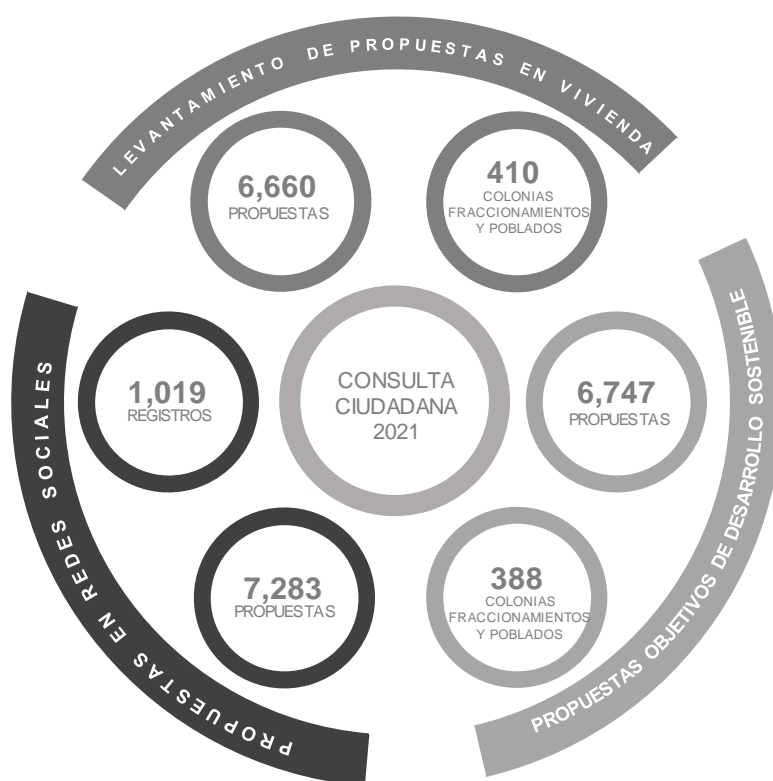 LEVANTAMIENTO DE PROPUESTAS EN VIVIENDA
6,660
PROPUESTAS
410
COLONIAS
FRACCIONAMIENTOS
Y POBLADOS
1,019
REGISTROS
CONSULTA
CIUDADANA
2021
6,747
PROPUESTAS
7,283
PROPUESTAS
388
COLONIAS
FRACCIONAMIENTOS
Y POBLADOS
PROPUESTAS EN REDES SOCIALES
PROPUESTAS OBJETIVOS DE DESARROLLO SOSTENIBLE